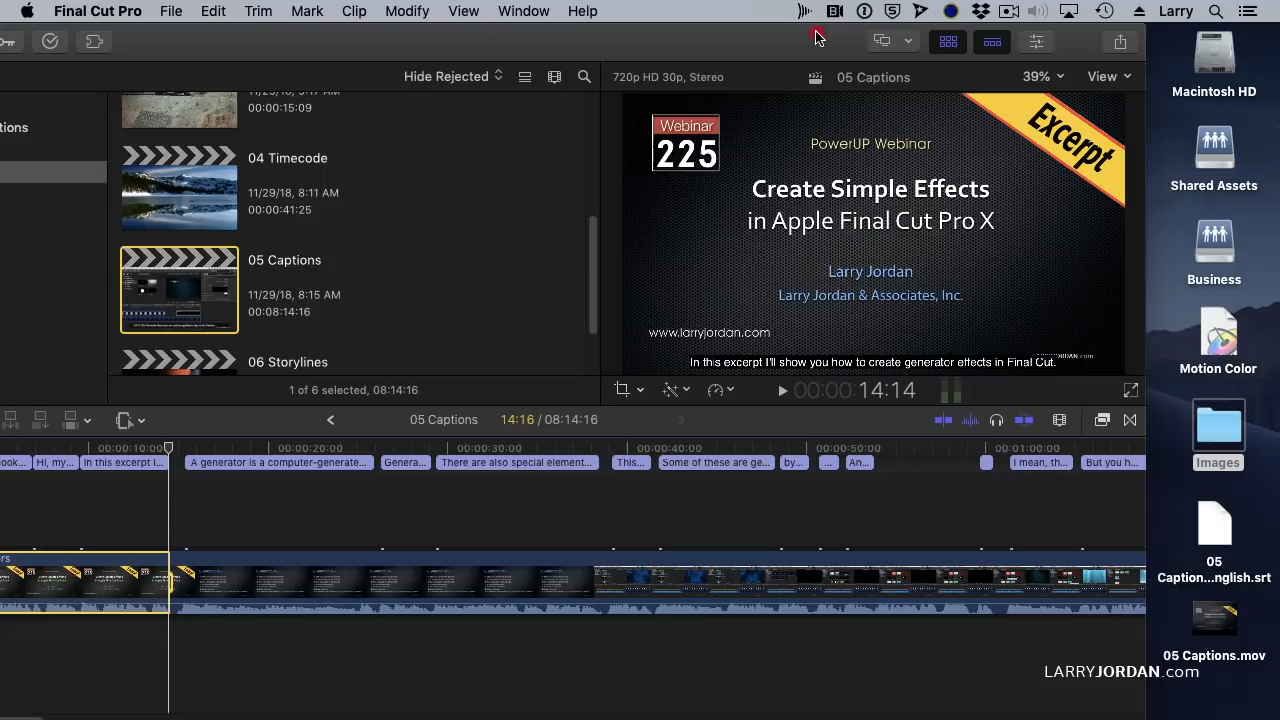 Final Cut Pro File Edit Trim Mark Clip Modify View Window Help Larry
Hide Rejected
720p HD 30p, Stereo
05 Captions
39%
View
tions
00:00:15:09
04 Timecode
11/29/18, 8:11 AM
00:00:41:25
05 Captions
11/29/18, 8:15 AM
00:08:14:16
06 Storylines
1 of 6 selected, 08:14:16
Webinar
225
Excerpt
PowerUP Webinar
Create Simple Effects
in Apple Final Cut Pro X
Larry Jordan
Larry Jordan & Associates, Inc.
www.larryjordan.com
In this excerpt I'll show you how to create generator effects in Final Cut.
00:00:14:14
05 Captions
14:16 / 08:14:16
00:00:10:00
00:00:20:00
00:00:30:00
00:00:40:00
00:00:50:00
00:01:00:00
ook...
Hi, my...
In this excerpt I...
A generator is a computer-generate...
Genera...
There are also special element...
This...
Some of these are ge...
by...
...
An...
I mean, th...
But you h...
rs
Macintosh HD
Shared Assets
Business
Motion Color
Images
05
Caption...nglish.srt
05 Captions.mov
LARRYJORDAN.com